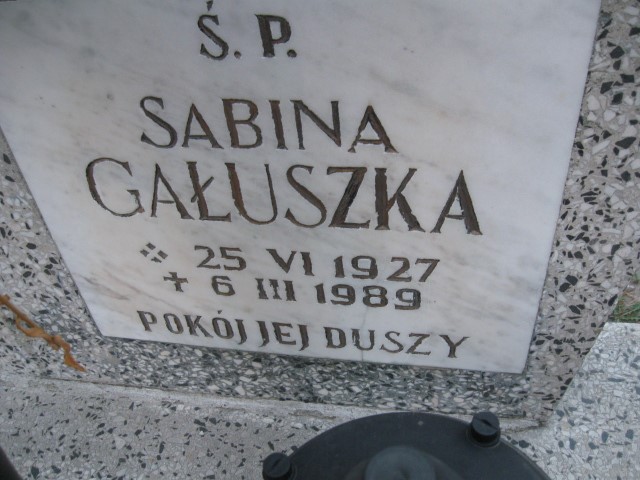 Ś. P.
SABINA
GAŁUSZKA
25 VI 1927
+ 6 III 1989
POKÓJ JEJ DUSZY